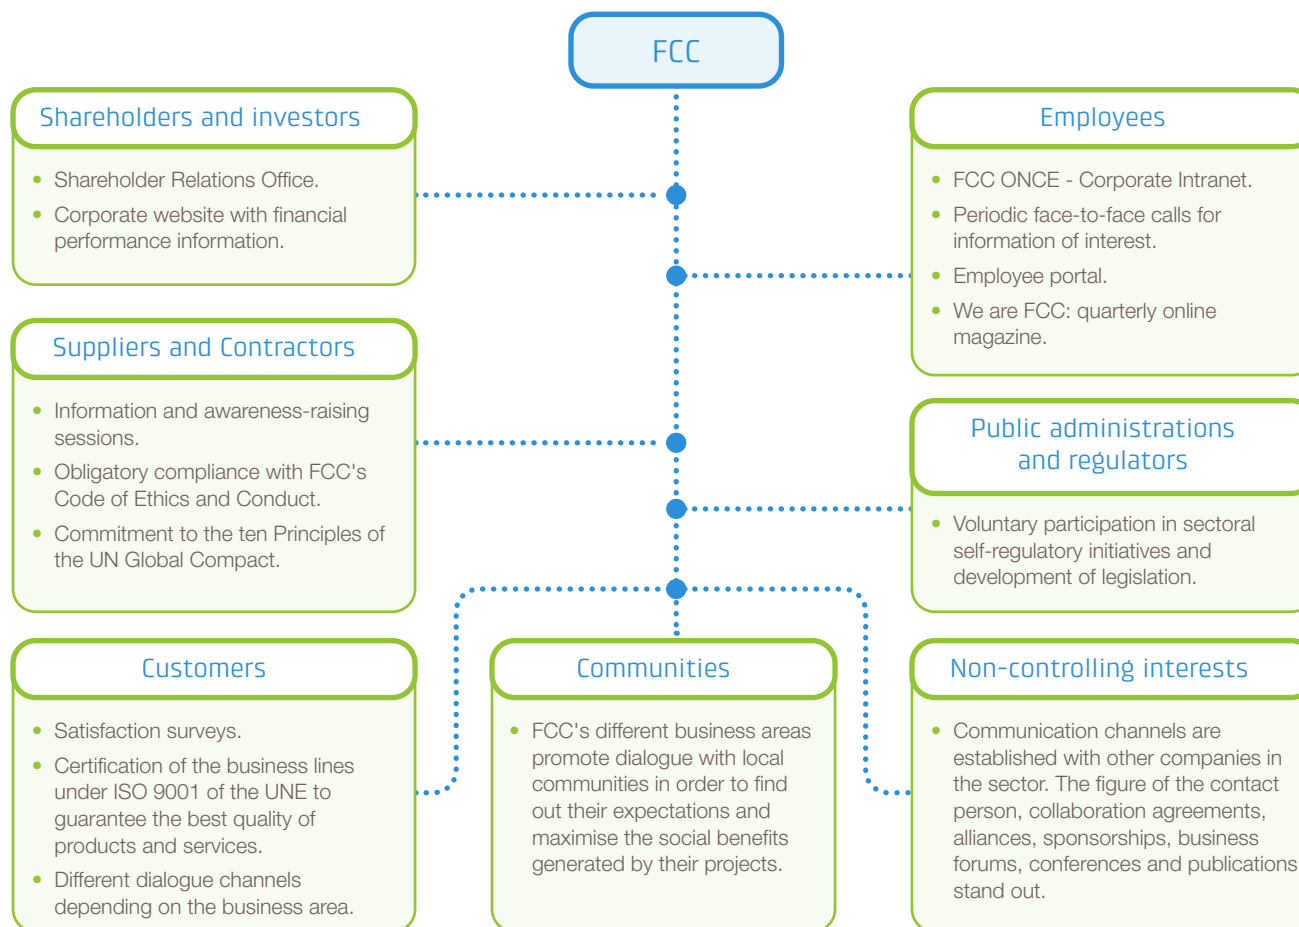 FCC
Shareholders and investors
• Shareholder Relations Office.
• Corporate website with financial
performance information.
Employees
• FCC ONCE - Corporate Intranet.
• Periodic face-to-face calls for
information of interest.
• Employee portal.
• We are FCC: quarterly online
magazine.
Suppliers and Contractors
• Information and awareness-raising
sessions.
• Obligatory compliance with FCC's
Code of Ethics and Conduct.
• Commitment to the ten Principles of
the UN Global Compact.
Public administrations
and regulators
• Voluntary participation in sectoral
self-regulatory initiatives and
development of legislation.
Customers
• Satisfaction surveys.
• Certification of the business lines
under ISO 9001 of the UNE to
guarantee the best quality of
products and services.
• Different dialogue channels
depending on the business area.
Communities
• FCC's different business areas
promote dialogue with local
communities in order to find
out their expectations and
maximise the social benefits
generated by their projects.
Non-controlling interests
• Communication channels are
established with other companies in
the sector. The figure of the contact
person, collaboration agreements,
alliances, sponsorships, business
forums, conferences and publications
stand out.